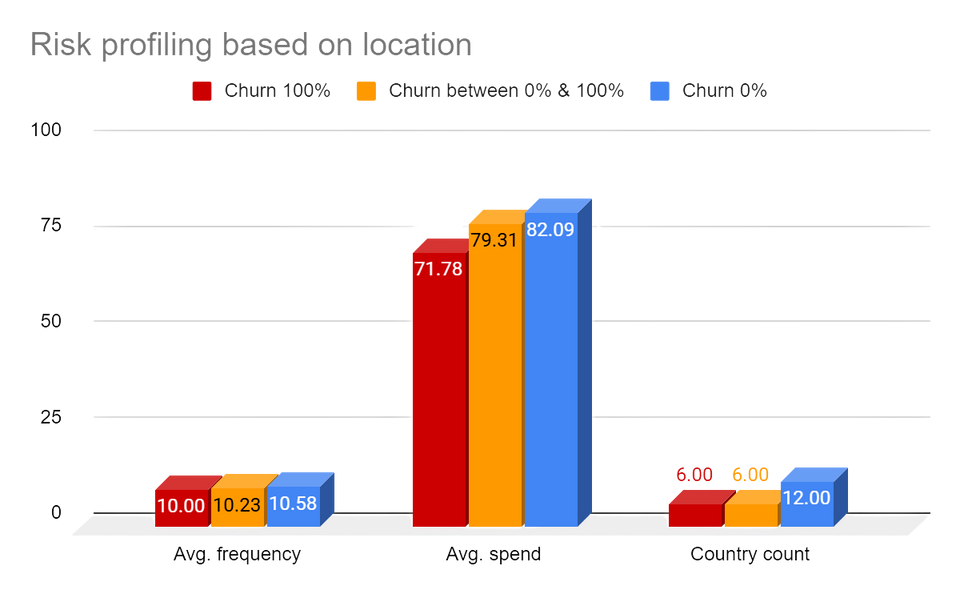 Risk profiling based on location
Churn 100% Churn between 0% & 100% Churn 0%
100
75
50
25
0
10.00 10.23 10.58
71.78 79.31 82.09
6.00 6.00 12.00
Avg. frequency Avg. spend Country count